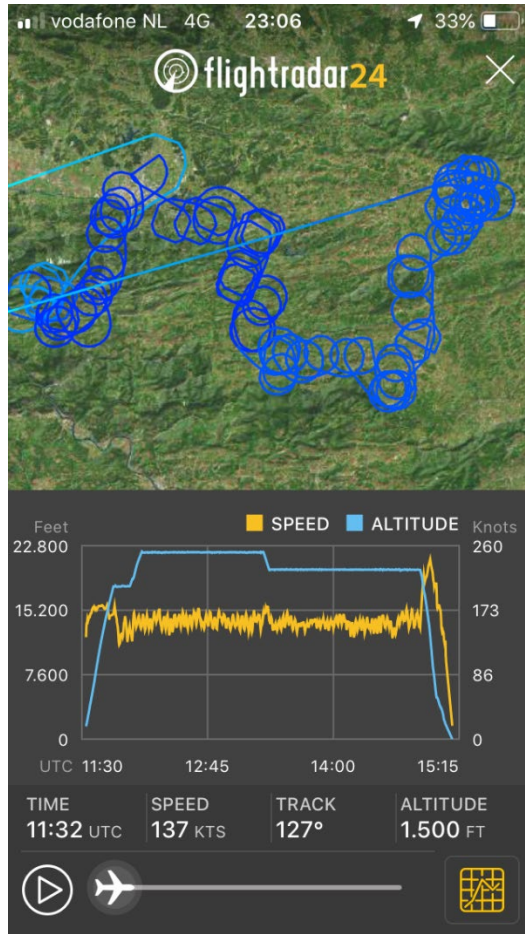 vodafone NL 4G 23:06 33%
flightradar24
Feet SPEED ALTITUDE Knots
22.800 260
15.200 173
7.600 86
0 0
UTC 11:30 12:45 14:00 15:15
TIME SPEED TRACK ALTITUDE
11:32 UTC 137 KTS 127° 1.500 FT